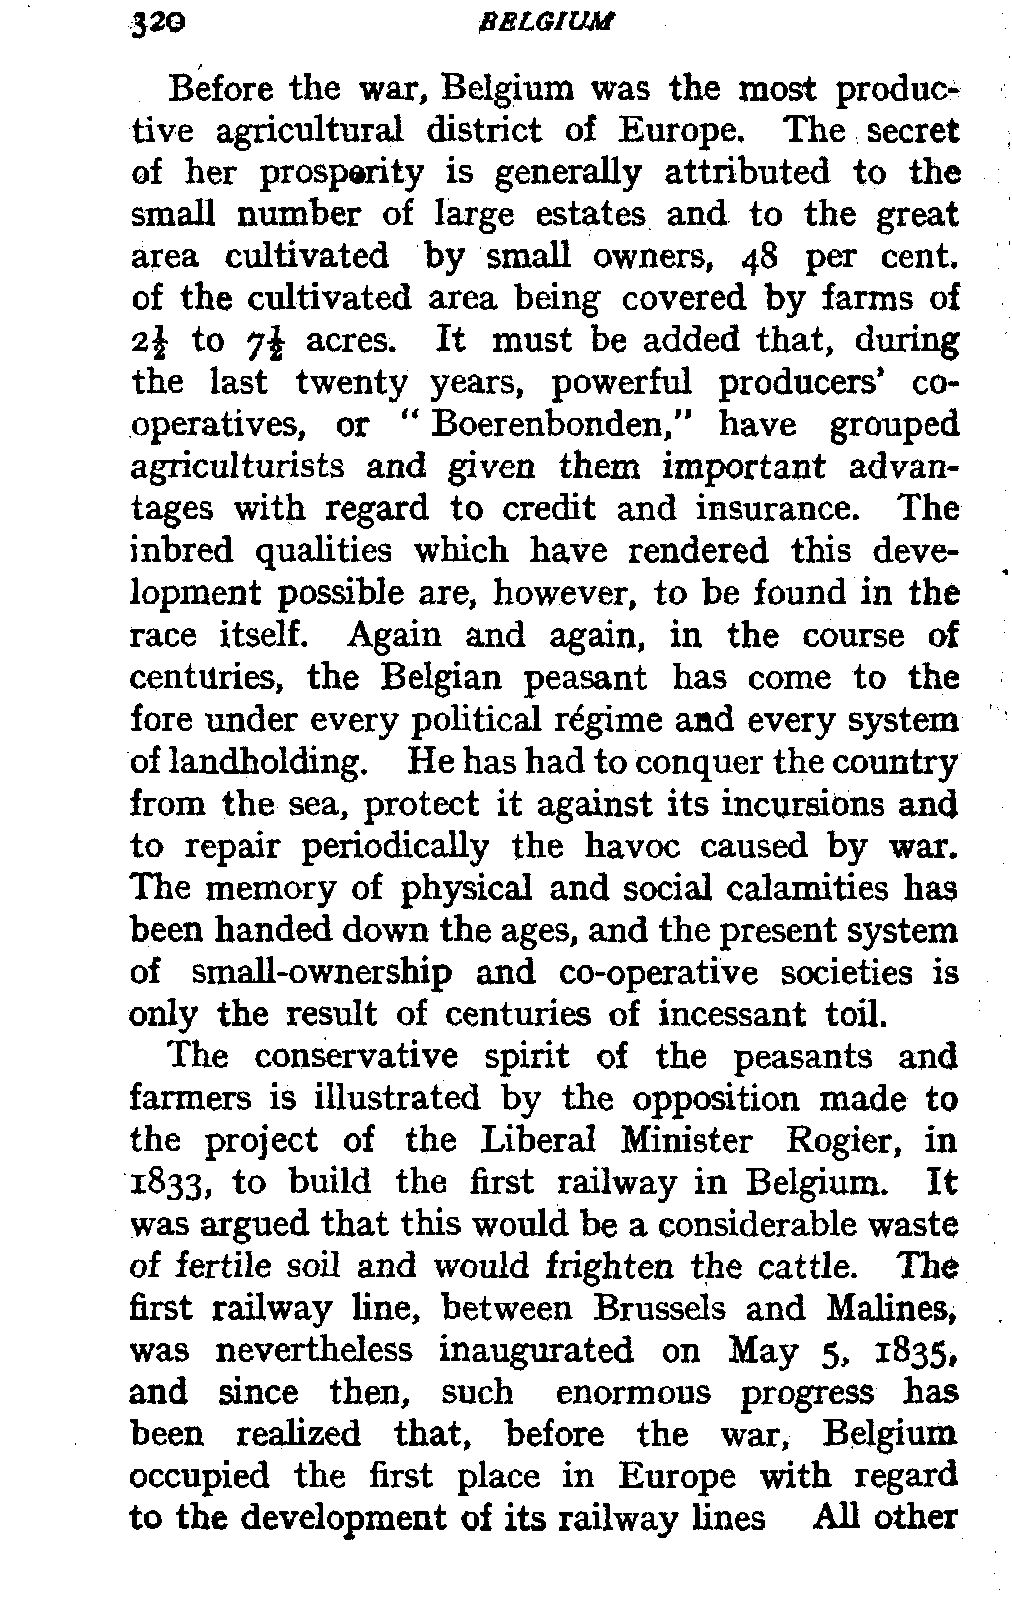 320 BELGIUM
Before the war, Belgium was the most produc-
tive agricultural district of Europe. The secret
of her prosperity is generally attributed to the
small number of large estates and to the great
area cultivated by small owners, 48 per cent.
of the cultivated area being covered by farms of
2½ to 7½ acres. It must be added that, during
the last twenty years, powerful producers' co-
operatives, or “ Boerenbonden,” have grouped
agriculturists and given them important advan-
tages with regard to credit and insurance. The
inbred qualities which have rendered this deve-
lopment possible are, however, to be found in the
race itself. Again and again, in the course of
centuries, the Belgian peasant has come to the
fore under every political régime and every system
of landholding. He has had to conquer the country
from the sea, protect it against its incursions and
to repair periodically the havoc caused by war.
The memory of physical and social calamities has
been handed down the ages, and the present system
of small-ownership and co-operative societies is
only the result of centuries of incessant toil.
The conservative spirit of the peasants and
farmers is illustrated by the opposition made to
the project of the Liberal Minister Rogier, in
1833, to build the first railway in Belgium. It
was argued that this would be a considerable waste
of fertile soil and would frighten the cattle. The
first railway line, between Brussels and Malines,
was nevertheless inaugurated on May 5, 1835,
and since then, such enormous progress has
been realized that, before the war, Belgium
occupied the first place in Europe with regard
to the development of its railway lines All other